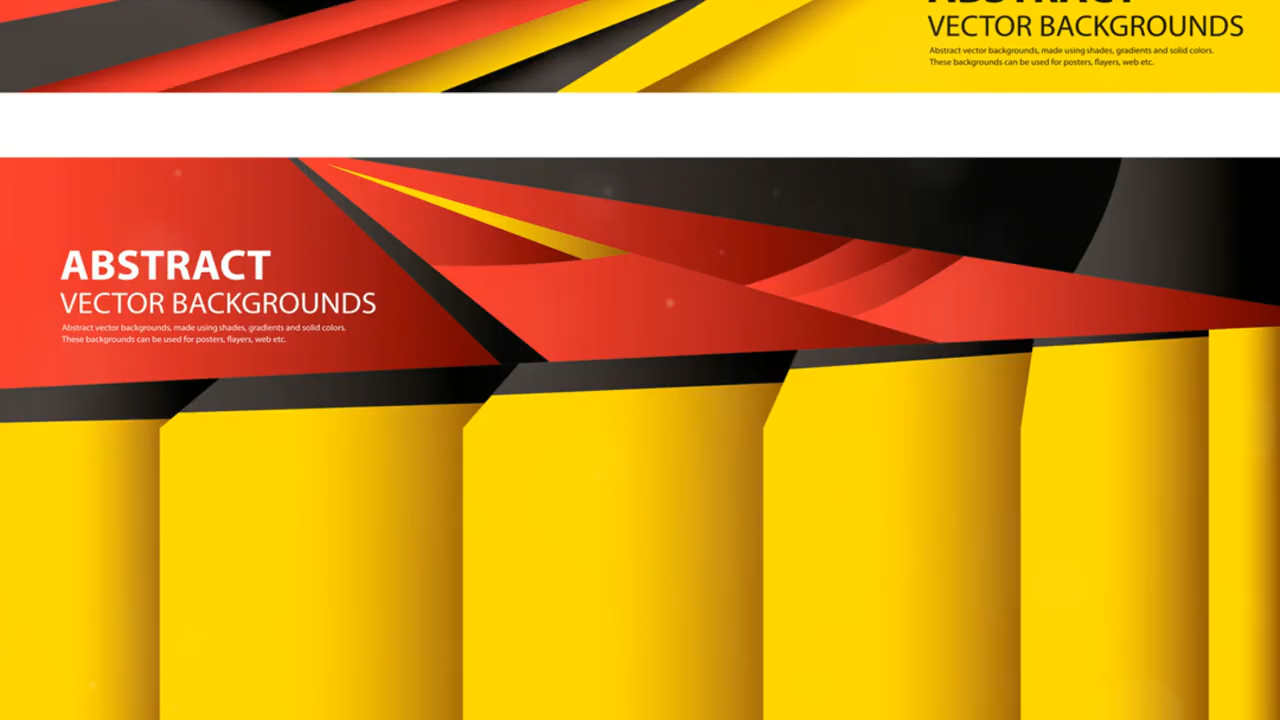 ABSTRACT
VECTOR BACKGROUNDS
Abstract vector backgrounds, made using shades, gradients and solid colors.
These backgrounds can be used for posters, flayers, web etc.
ABSTRACT
VECTOR BACKGROUNDS
Abstract vector backgrounds, made using shades, gradients and solid colors.
These backgrounds can be used for posters, flayers, web etc.